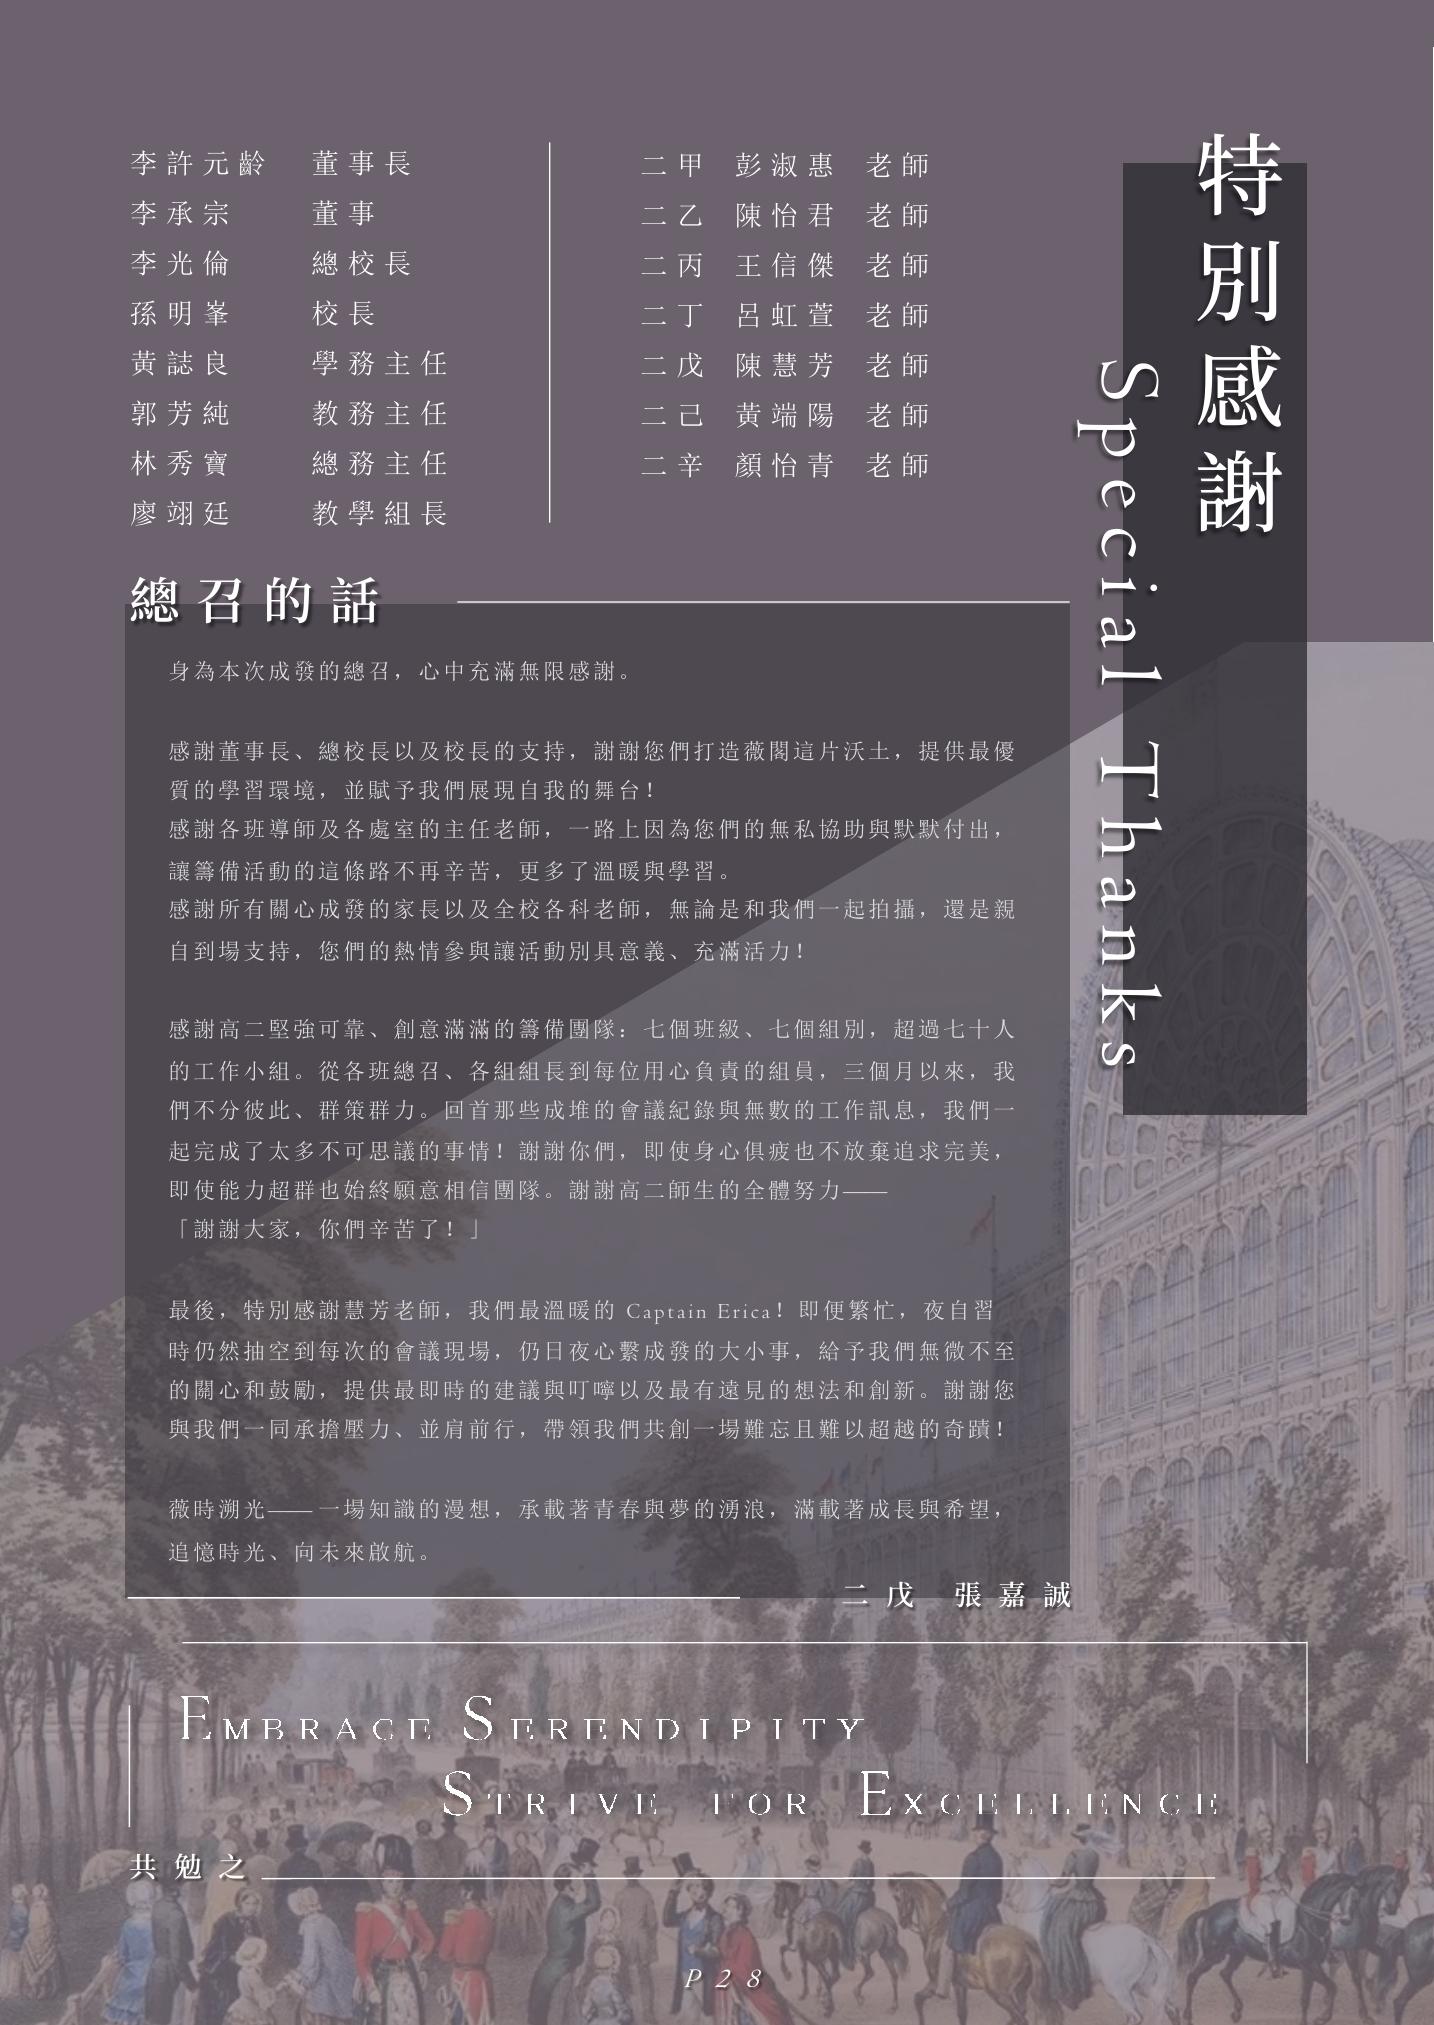 特別感謝
Special Thanks
李許元齡 董事長
李承宗 董事
李光倫 總校長
孫明峯 校長
黃誌良 學務主任
郭芳純 教務主任
林秀寶 總務主任
廖翊廷 教學組長
二甲 彭淑惠 老師
二乙 陳怡君 老師
二丙 王信傑 老師
二丁 呂虹萱 老師
二戊 陳慧芳 老師
二己 黃端陽 老師
二辛 顏怡青 老師
總召的話
身為本次成發的總召，心中充滿無限感謝。
感謝董事長、總校長以及校長的支持，謝謝您們打造薇閣這片沃土，提供最優
質的學習環境，並賦予我們展現自我的舞台！
感謝各班導師及各處室的主任老師，一路上因為您們的無私協助與默默付出，
讓籌備活動的這條路不再辛苦，更多了溫暖與學習。
感謝所有關心成發的家長以及全校各科老師，無論是和我們一起拍攝，還是親
自到場支持，您們的熱情參與讓活動別具意義、充滿活力！
感謝高二堅強可靠、創意滿滿的籌備團隊：七個班級、七個組別，超過七十人
的工作小組。從各班總召、各組組長到每位用心負責的組員，三個月以來，我
們不分彼此、群策群力。回首那些成堆的會議紀錄與無數的工作訊息，我們一
起完成了太多不可思議的事情！謝謝你們，即使身心俱疲也不放棄追求完美，
即使能力超群也始終願意相信團隊。謝謝高二師生的全體努力——
「謝謝大家，你們辛苦了！」
最後，特別感謝慧芳老師，我們最溫暖的 Captain Erica！即便繁忙，夜自習
時仍然抽空到每次的會議現場，仍日夜心繫成發的大小事，給予我們無微不至
的關心和鼓勵，提供最即時的建議與叮嚀以及最有遠見的想法和創新。謝謝您
與我們一同承擔壓力、並肩前行，帶領我們共創一場難忘且難以超越的奇蹟！
薇時溯光——一場知識的漫想，承載著青春與夢的湧浪，滿載著成長與希望，
追憶時光、向未來啟航。
二戊 張嘉誠
EMBRACE SERENDIPITY
STRIVE FOR EXCELLENCE
共勉之
P28